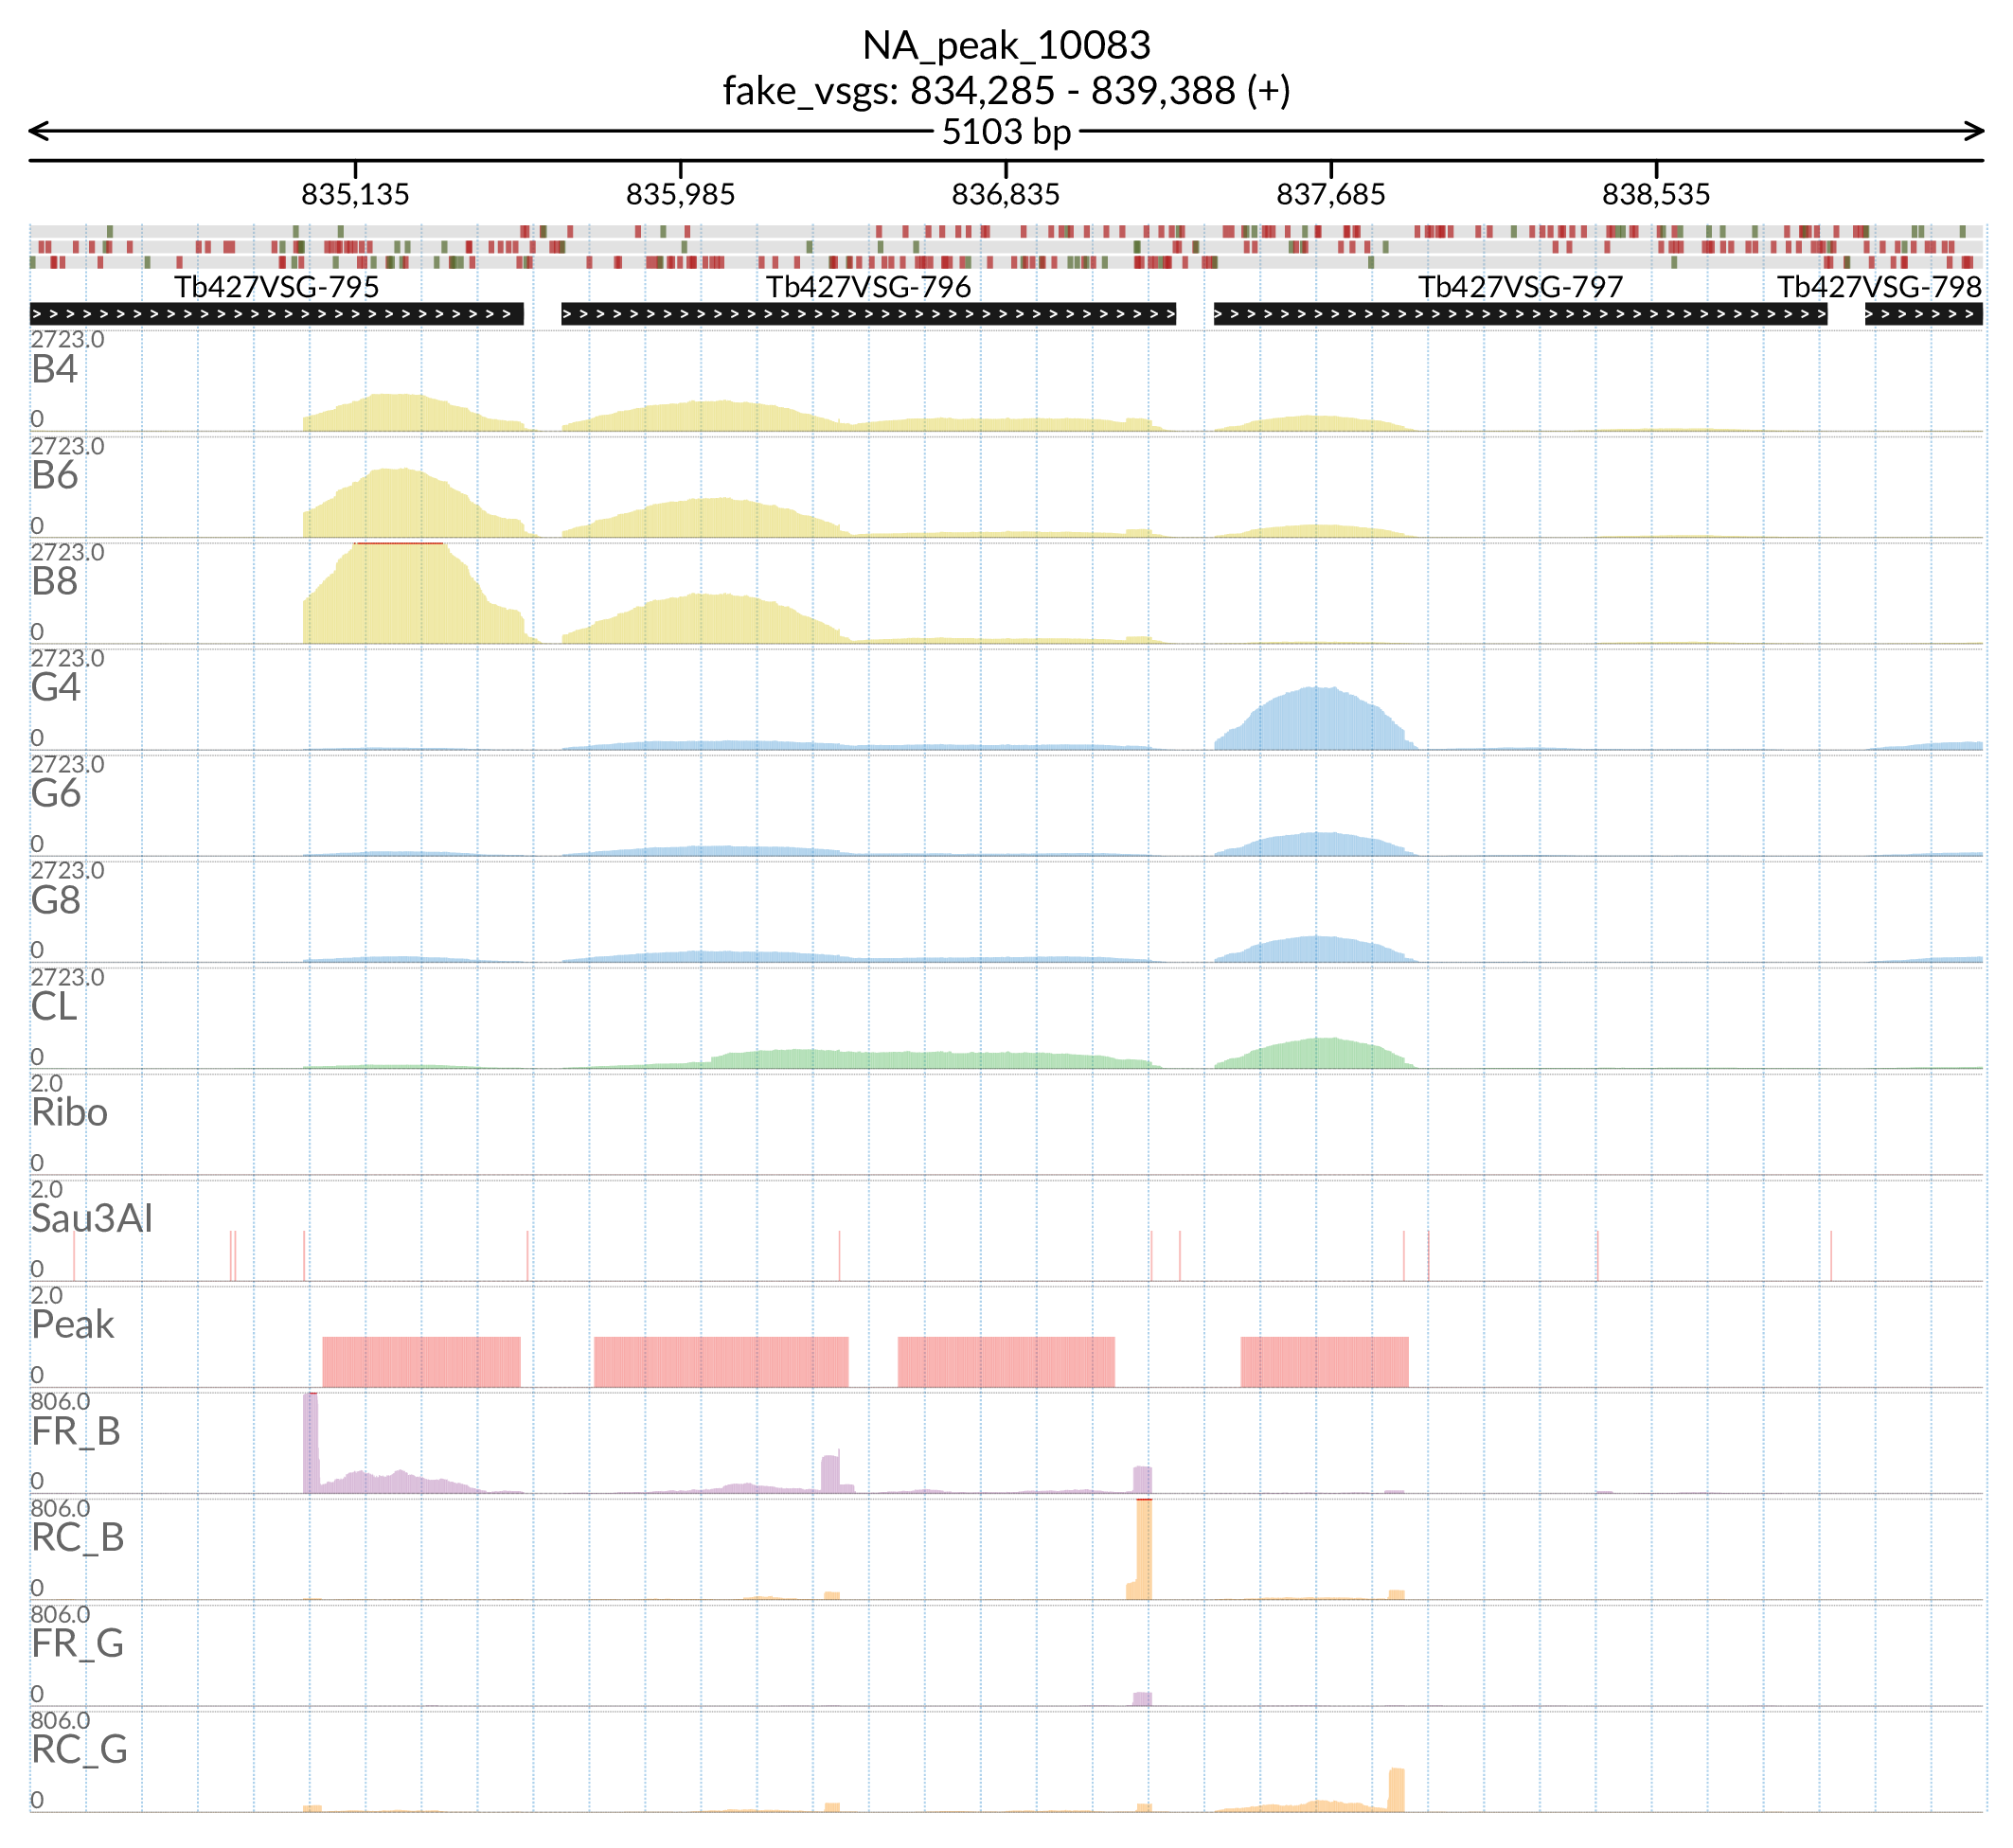 NA_peak_10083
fake_vsgs: 834,285 - 839,388 (+)
5103 bp
835,135 835,985 836,835 837,685 838,535
Tb427VSG-795 Tb427VSG-796 Tb427VSG-797 Tb427VSG-798
2723.0
B4
0
2723.0
B6
0
2723.0
B8
0
2723.0
G4
0
2723.0
G6
0
2723.0
G8
0
2723.0
CL
0
2.0
Ribo
0
2.0
Sau3AI
0
2.0
Peak
0
806.0
FR_B
0
806.0
RC_B
0
806.0
FR_G
0
806.0
RC_G
0